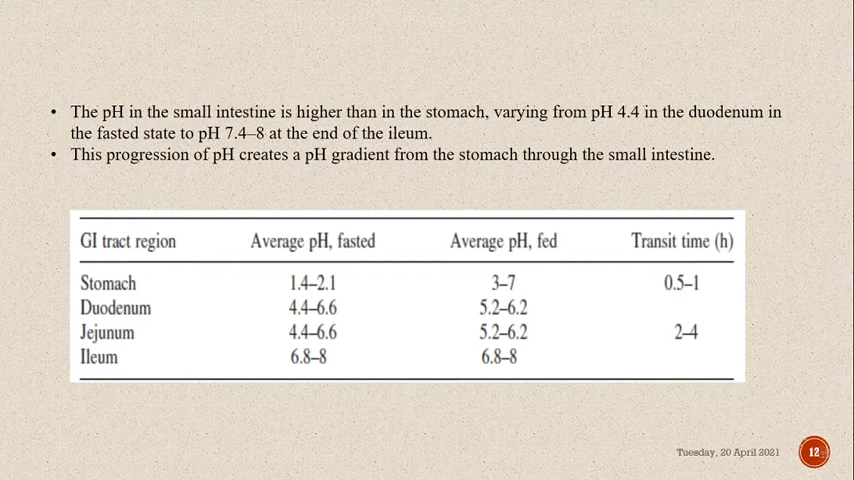 • The pH in the small intestine is higher than in the stomach, varying from pH 4.4 in the duodenum in
the fasted state to pH 7.4–8 at the end of the ileum.
• This progression of pH creates a pH gradient from the stomach through the small intestine.
GI tract region Average pH, fasted Average pH, fed Transit time (h)
Stomach 1.4–2.1 3–7 0.5–1
Duodenum 4.4–6.6 5.2–6.2
Jejunum 4.4–6.6 5.2–6.2 2–4
Ileum 6.8–8 6.8–8
Tuesday, 20 April 2021 12